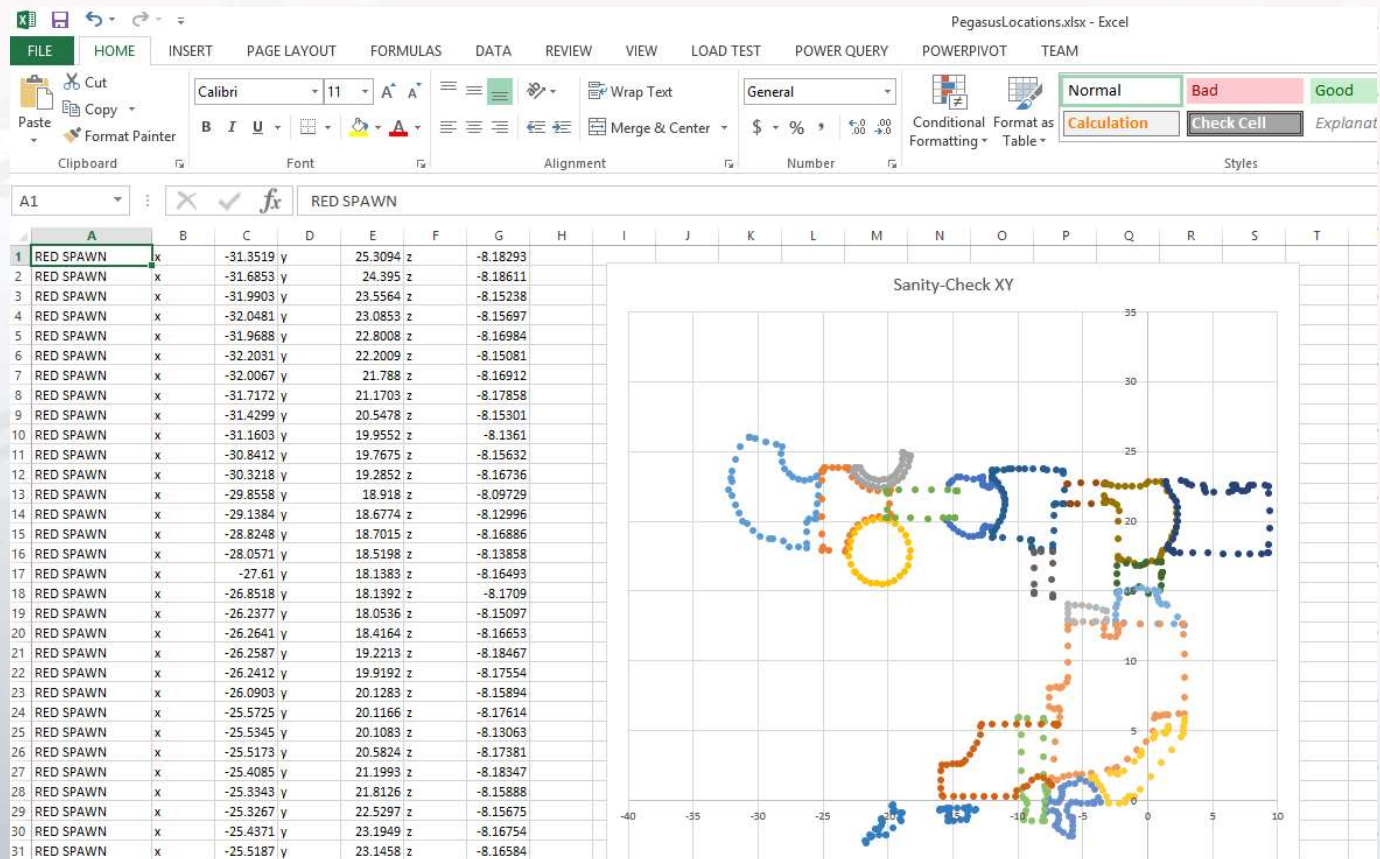 PegasusLocations.xlsx - Excel
FILE HOME INSERT PAGE LAYOUT FORMULAS DATA REVIEW VIEW LOAD TEST POWER QUERY POWERPIVOT TEAM
Cut
Copy
Format Painter
Paste
Clipboard
Calibri 11 A A
B I U A
Font
Wrap Text
Merge & Center
Alignment
General
$ % , .00
Number
Conditional Formatting
Format as Table
Normal Bad Good
Calculation Check Cell Explanat
Styles
A1 fx RED SPAWN
A B C D E F G H I J K L M N O P Q R S T
1 RED SPAWN x -31.3519 y 25.3094 z -8.18293
2 RED SPAWN x -31.6853 y 24.395 z -8.18611
3 RED SPAWN x -31.9903 y 23.5564 z -8.15238
4 RED SPAWN x -32.0481 y 23.0853 z -8.15697
5 RED SPAWN x -31.9688 y 22.8008 z -8.16984
6 RED SPAWN x -32.2031 y 22.2009 z -8.15081
7 RED SPAWN x -32.0067 y 21.788 z -8.16912
8 RED SPAWN x -31.7172 y 21.1703 z -8.17858
9 RED SPAWN x -31.4299 y 20.5478 z -8.15301
10 RED SPAWN x -31.1603 y 19.9552 z -8.1361
11 RED SPAWN x -30.8412 y 19.7675 z -8.15632
12 RED SPAWN x -30.3218 y 19.2852 z -8.16736
13 RED SPAWN x -29.8558 y 18.918 z -8.09729
14 RED SPAWN x -29.1384 y 18.6774 z -8.12996
15 RED SPAWN x -28.8248 y 18.7015 z -8.16886
16 RED SPAWN x -28.0571 y 18.5198 z -8.13858
17 RED SPAWN x -27.61 y 18.1383 z -8.16493
18 RED SPAWN x -26.8518 y 18.1392 z -8.1709
19 RED SPAWN x -26.2377 y 18.0536 z -8.15097
20 RED SPAWN x -26.2641 y 18.4164 z -8.16653
21 RED SPAWN x -26.2587 y 19.2213 z -8.18467
22 RED SPAWN x -26.2412 y 19.9192 z -8.17554
23 RED SPAWN x -26.0903 y 20.1283 z -8.15894
24 RED SPAWN x -25.5725 y 20.1166 z -8.17614
25 RED SPAWN x -25.5345 y 20.1083 z -8.13063
26 RED SPAWN x -25.5173 y 20.5824 z -8.17381
27 RED SPAWN x -25.4085 y 21.1993 z -8.18347
28 RED SPAWN x -25.3343 y 21.8126 z -8.15888
29 RED SPAWN x -25.3267 y 22.5297 z -8.15675
30 RED SPAWN x -25.4371 y 23.1949 z -8.16754
31 RED SPAWN x -25.5187 y 23.1458 z -8.16584
Sanity-Check XY
35
30
25
20
15
10
5
0
-40 -35 -30 -25 -20 -15 -10 -5 0 5 10